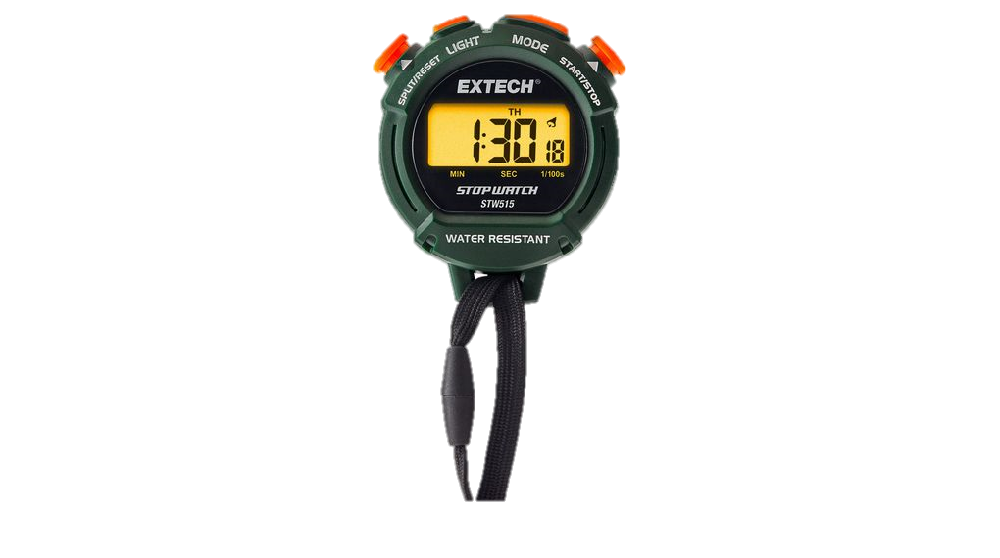 LIGHT
MODE
SPLIT/RESET
START/STOP
EXTECH®
TH
1:30 18
MIN SEC 1/100s
STOPWATCH
STW515
WATER RESISTANT